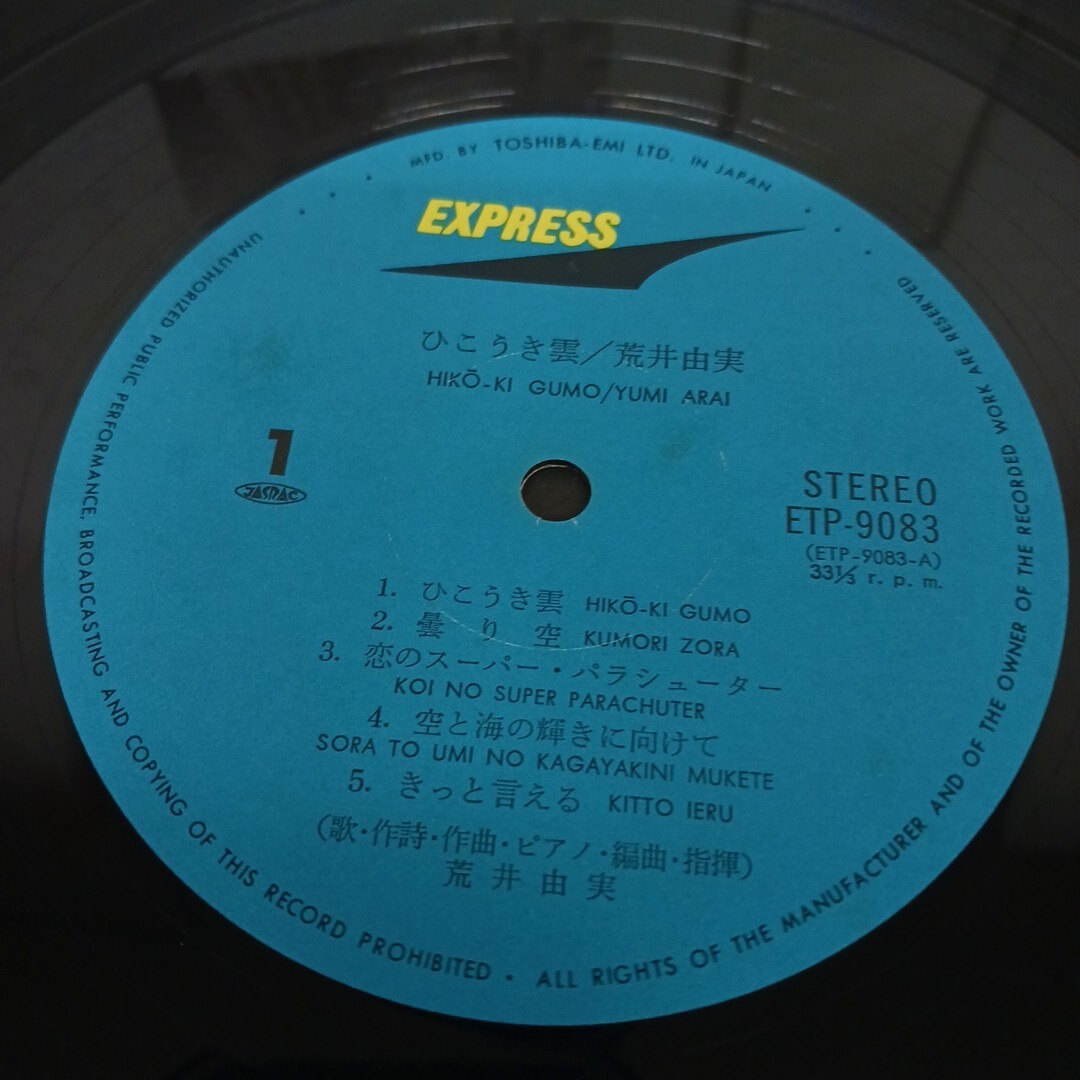 MFD. BY TOSHIBA-EMI LTD. IN JAPAN
EXPRESS
ひこうき雲/荒井由実
HIKŌ-KI GUMO/YUMI ARAI
1
JASRAC
STEREO
ETP-9083
(ETP-9083-A)
33⅓ r. p. m.
1. ひこうき雲 HIKŌ-KI GUMO
2. 曇り空 KUMORI ZORA
3. 恋のスーパー・パラシューター
KOI NO SUPER PARACHUTER
4. 空と海の輝きに向けて
SORA TO UMI NO KAGAYAKINI MUKETE
5. きっと言える KITTO IERU
(歌・作詩・作曲・ピアノ・編曲・指揮)
荒井由実
UNAUTHORIZED PUBLIC PERFORMANCE, BROADCASTING AND COPYING OF THIS RECORD PROHIBITED • ALL RIGHTS OF THE MANUFACTURER AND OF THE OWNER OF THE RECORDED WORK ARE RESERVED